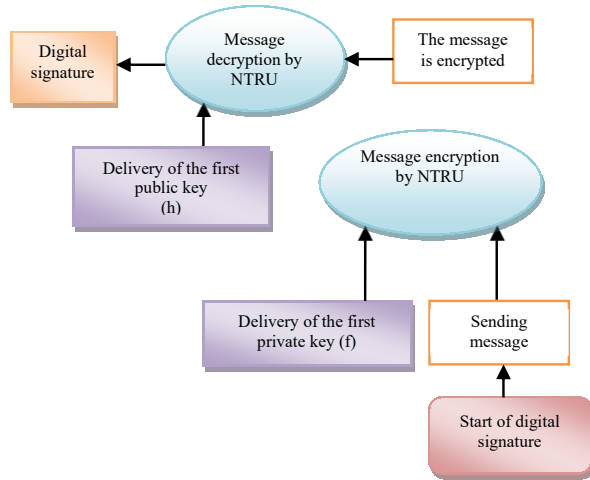 Digital
signature
Message
decryption by
NTRU
The message
is encrypted
Delivery of the first
public key
(h)
Message encryption
by NTRU
Delivery of the first
private key (f)
Sending
message
Start of digital
signature